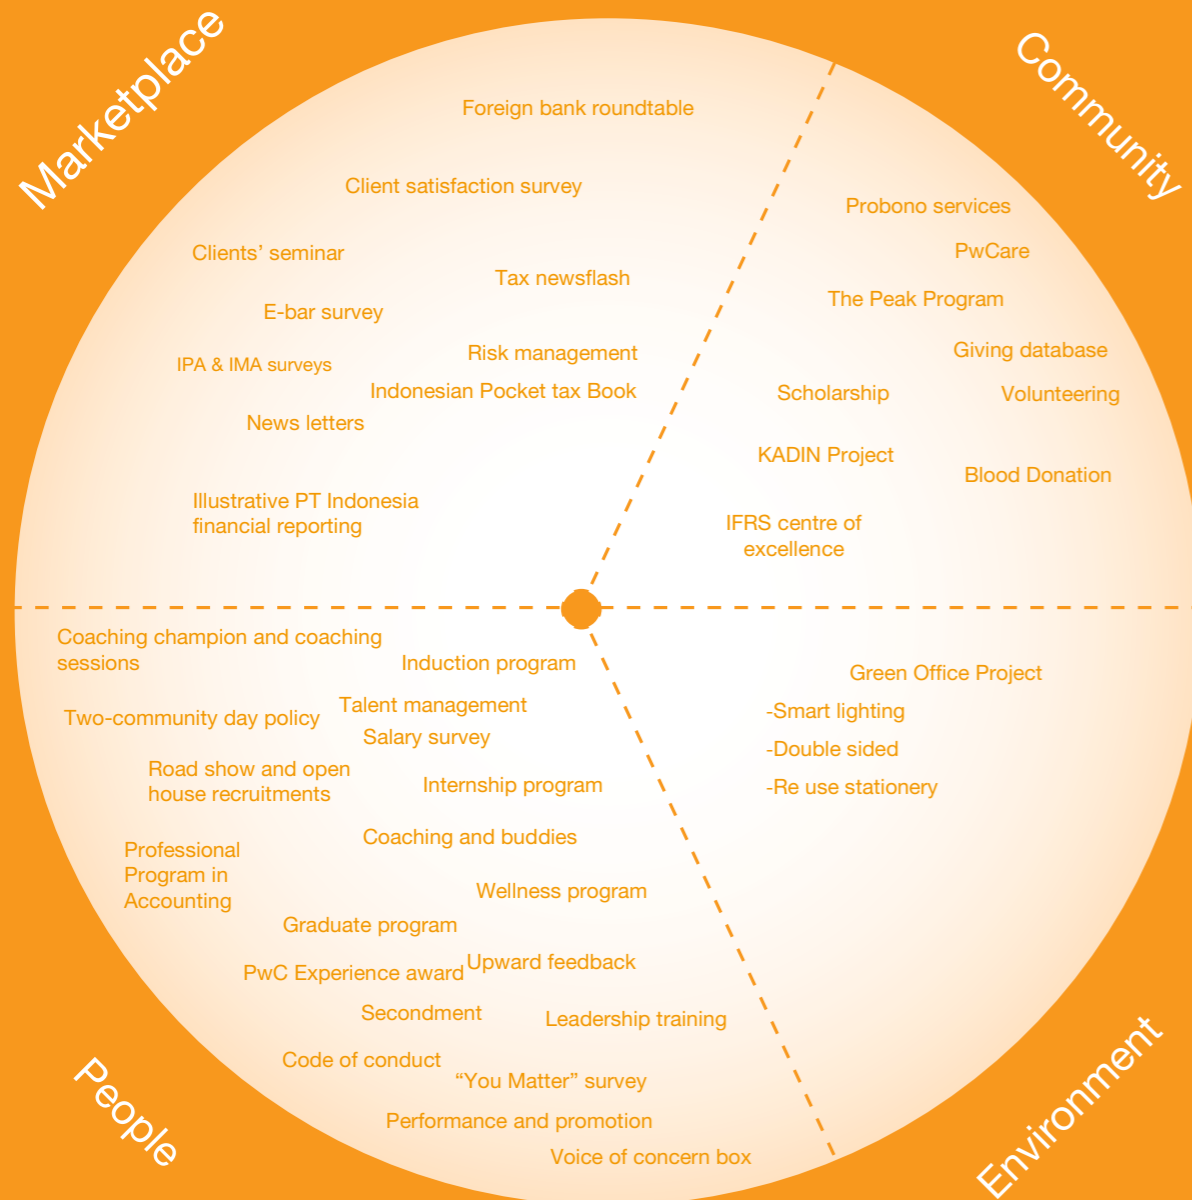 Marketplace
Foreign bank roundtable
Client satisfaction survey
Clients’ seminar
Tax newsflash
E-bar survey
Risk management
IPA & IMA surveys
Indonesian Pocket tax Book
News letters
Illustrative PT Indonesia
financial reporting
Community
Probono services
PwCare
The Peak Program
Giving database
Scholarship
Volunteering
KADIN Project
Blood Donation
IFRS centre of
excellence
Coaching champion and coaching
sessions
Induction program
Talent management
Two-community day policy
Salary survey
Road show and open
house recruitments
Internship program
Coaching and buddies
Professional
Program in
Accounting
Wellness program
Graduate program
Upward feedback
PwC Experience award
Secondment
Leadership training
Code of conduct
“You Matter” survey
Performance and promotion
Voice of concern box
People
Green Office Project
-Smart lighting
-Double sided
-Re use stationery
Environment